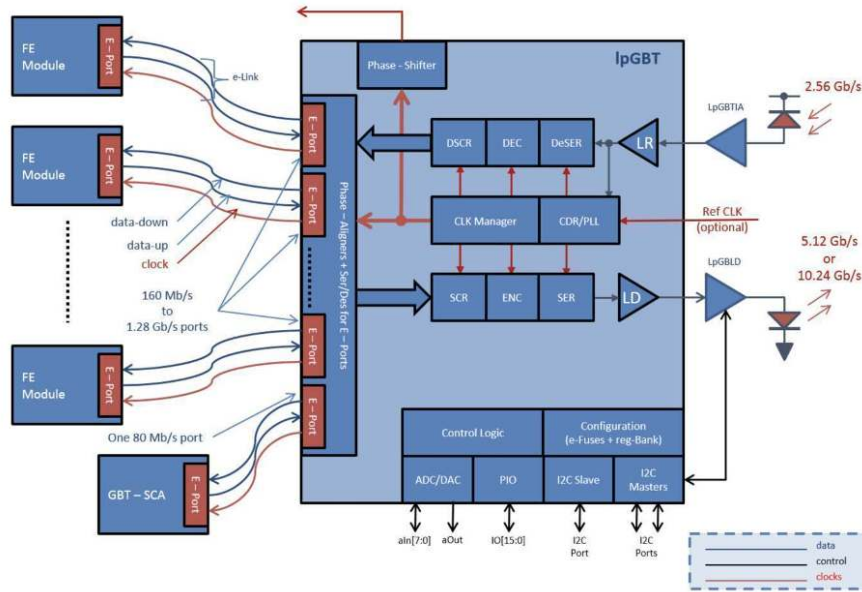 FE
Module
E – Port
e-Link
FE
Module
E – Port
data-down
data-up
clock
160 Mb/s
to
1.28 Gb/s ports
FE
Module
E – Port
One 80 Mb/s port
GBT – SCA
E – Port
lpGBT
Phase - Shifter
E – Port
E – Port
E – Port
E – Port
Phase – Aligners + Ser/Des for E – Ports
DSCR
DEC
DeSER
LR
LpGBTIA
2.56 Gb/s
CLK Manager
CDR/PLL
Ref CLK
(optional)
SCR
ENC
SER
LD
LpGBLD
5.12 Gb/s
or
10.24 Gb/s
Control Logic
Configuration
(e-Fuses + reg-Bank)
ADC/DAC
PIO
I2C Slave
I2C
Masters
aIn[7:0]
aOut
IO[15:0]
I2C
Port
I2C
Ports
data
control
clocks